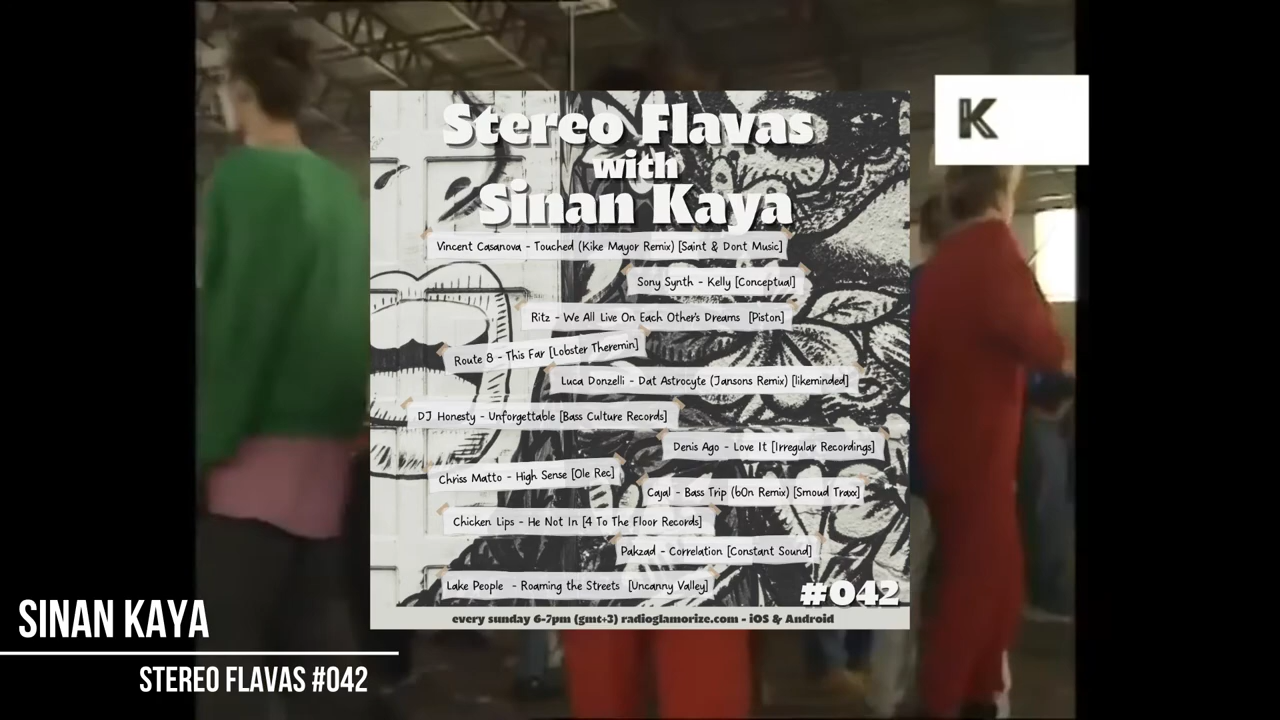 K
Stereo Flavas
with
Sinan Kaya
Vincent Casanova - Touched (Kike Mayor Remix) [Saint & Dont Music]
Sony Synth - Kelly [Conceptual]
Ritz - We All Live On Each Other's Dreams [Piston]
Route 8 - This Far [Lobster Theremin]
Luca Donzelli - Dat Astrocyte (Jansons Remix) [likeminded]
DJ Honesty - Unforgettable [Bass Culture Records]
Denis Ago - Love It [Irregular Recordings]
Chriss Matto - High Sense [Ole Rec]
Cajal - Bass Trip (b0n Remix) [Smoud Traxx]
Chicken Lips - He Not In [4 To The Floor Records]
Pakzad - Correlation [Constant Sound]
Lake People - Roaming the Streets [Uncanny Valley]
#042
every sunday 6-7pm (gmt+3) radioglamorize.com - iOS & Android
SINAN KAYA
STEREO FLAVAS #042